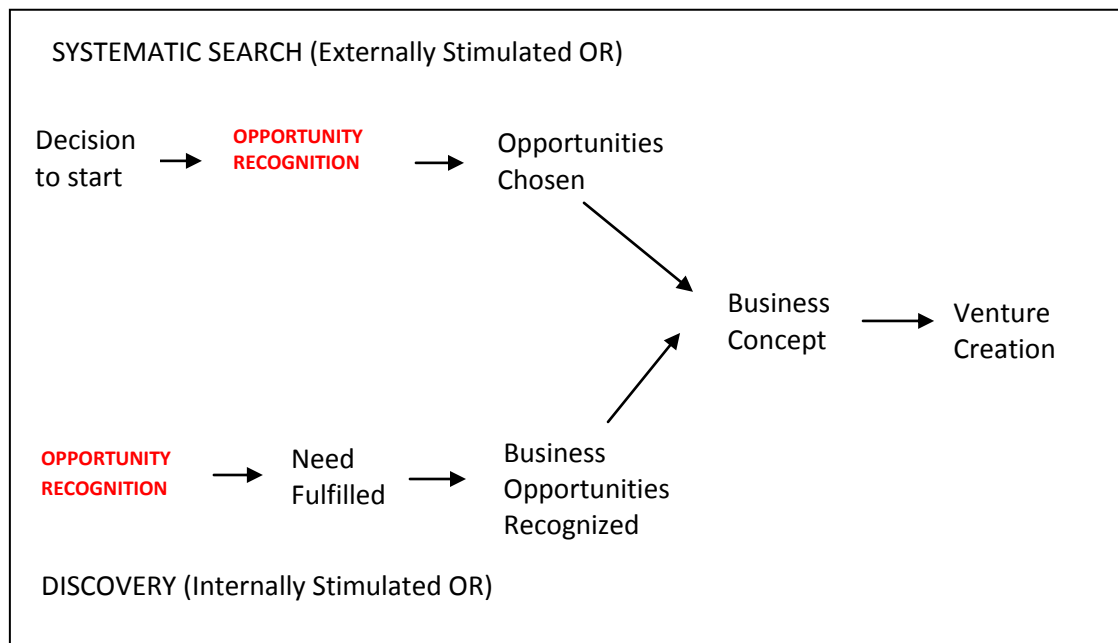 SYSTEMATIC SEARCH (Externally Stimulated OR)
Decision
to start
OPPORTUNITY
RECOGNITION
Opportunities
Chosen
Business
Concept
Venture
Creation
OPPORTUNITY
RECOGNITION
Need
Fulfilled
Business
Opportunities
Recognized
DISCOVERY (Internally Stimulated OR)